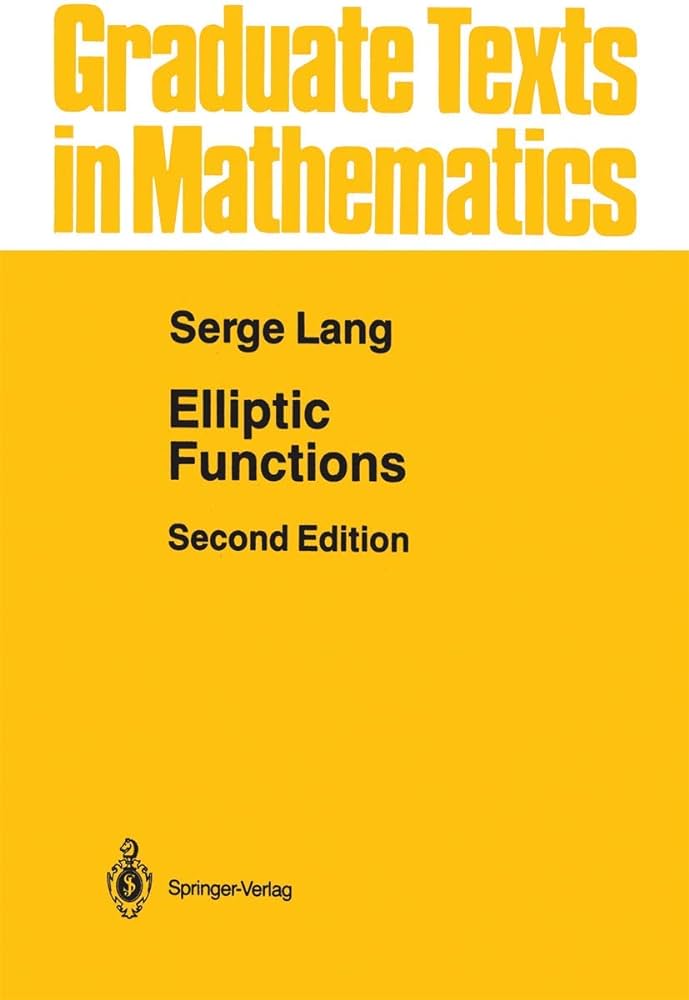 Graduate Texts
in Mathematics
Serge Lang
Elliptic
Functions
Second Edition
Springer-Verlag